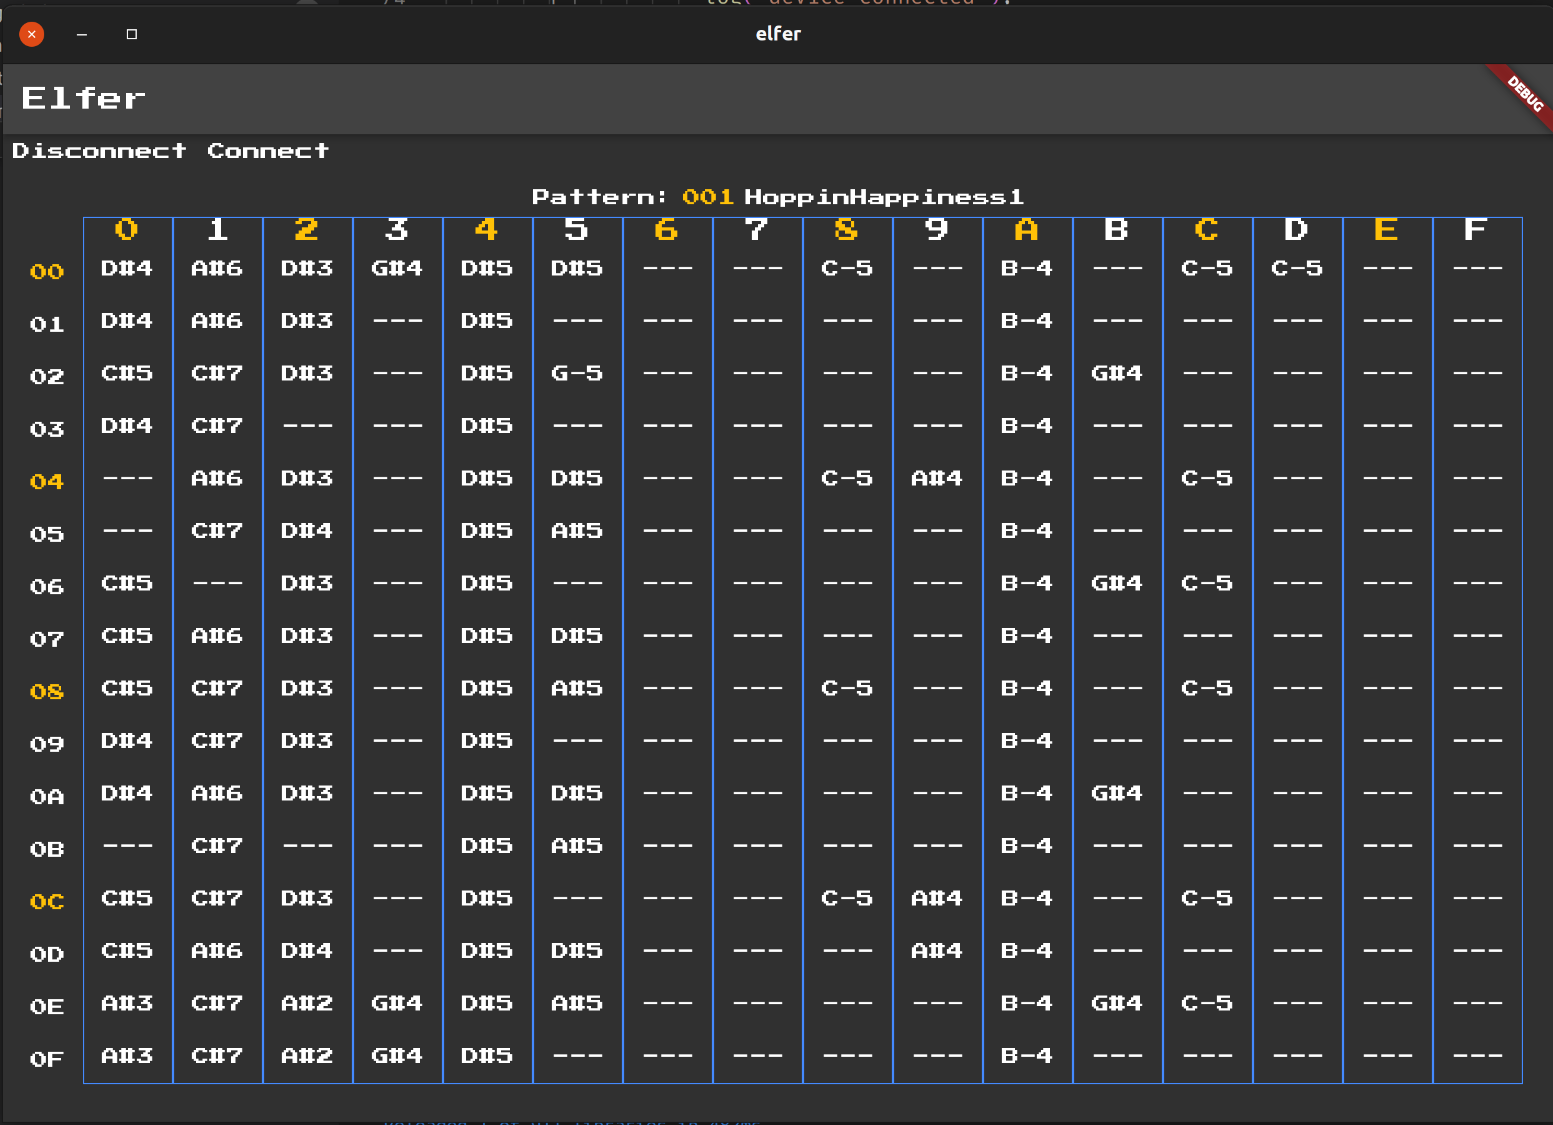 log("device connected");
elfer
DEBUG
Elfer
Disconnect Connect
Pattern: 001 HoppinHappiness1
0 1 2 3 4 5 6 7 8 9 A B C D E F
00 D#4 A#6 D#3 G#4 D#5 D#5 --- --- C-5 --- B-4 --- C-5 C-5 --- ---
01 D#4 A#6 D#3 --- D#5 --- --- --- --- --- B-4 --- --- --- --- ---
02 C#5 C#7 D#3 --- D#5 G-5 --- --- --- --- B-4 G#4 --- --- --- ---
03 D#4 C#7 --- --- D#5 --- --- --- --- --- B-4 --- --- --- --- ---
04 --- A#6 D#3 --- D#5 D#5 --- --- C-5 A#4 B-4 --- C-5 --- --- ---
05 --- C#7 D#4 --- D#5 A#5 --- --- --- --- B-4 --- --- --- --- ---
06 C#5 --- D#3 --- D#5 --- --- --- --- --- B-4 G#4 C-5 --- --- ---
07 C#5 A#6 D#3 --- D#5 D#5 --- --- --- --- B-4 --- --- --- --- ---
08 C#5 C#7 D#3 --- D#5 A#5 --- --- C-5 --- B-4 --- C-5 --- --- ---
09 D#4 C#7 D#3 --- D#5 --- --- --- --- --- B-4 --- --- --- --- ---
0A D#4 A#6 D#3 --- D#5 D#5 --- --- --- --- B-4 G#4 --- --- --- ---
0B --- C#7 --- --- D#5 A#5 --- --- --- --- B-4 --- --- --- --- ---
0C C#5 C#7 D#3 --- D#5 --- --- --- C-5 A#4 B-4 --- C-5 --- --- ---
0D C#5 A#6 D#4 --- D#5 D#5 --- --- --- A#4 B-4 --- --- --- --- ---
0E A#3 C#7 A#2 G#4 D#5 A#5 --- --- --- --- B-4 G#4 C-5 --- --- ---
0F A#3 C#7 A#2 G#4 D#5 --- --- --- --- --- B-4 --- --- --- --- ---